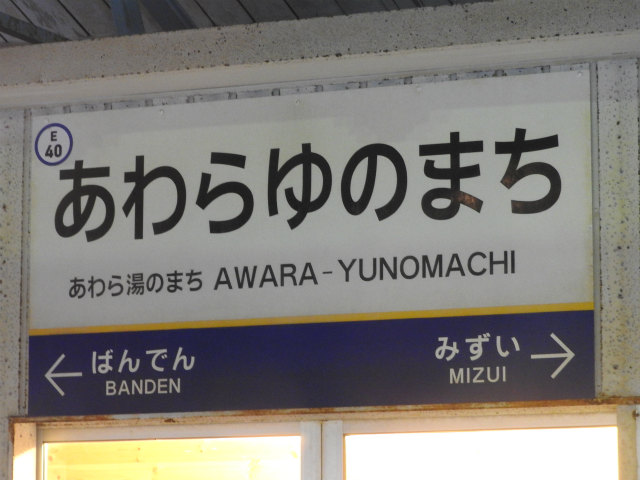 E
40
あわらゆのまち
あわら湯のまち AWARA-YUNOMACHI
← ばんでん みずい →
BANDEN MIZUI